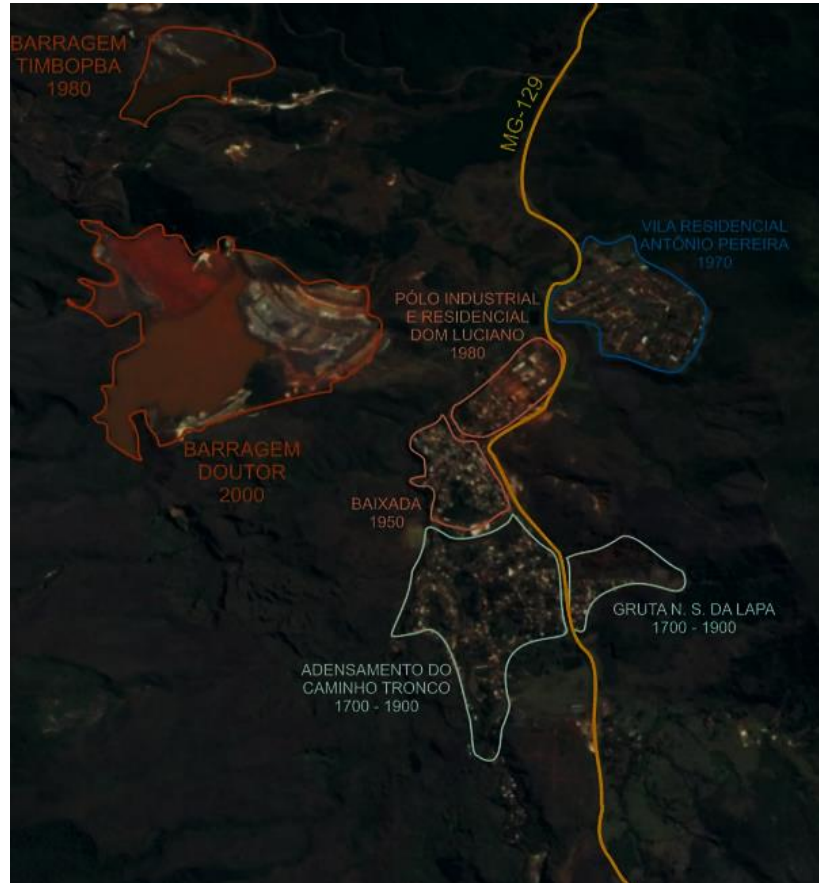 BARRAGEM
TIMBOPBA
1980
MG-129
VILA RESIDENCIAL
ANTÔNIO PEREIRA
1970
PÓLO INDUSTRIAL
E RESIDENCIAL
DOM LUCIANO
1980
BARRAGEM
DOUTOR
2000
BAIXADA
1950
GRUTA N. S. DA LAPA
1700 - 1900
ADENSAMENTO DO
CAMINHO TRONCO
1700 - 1900